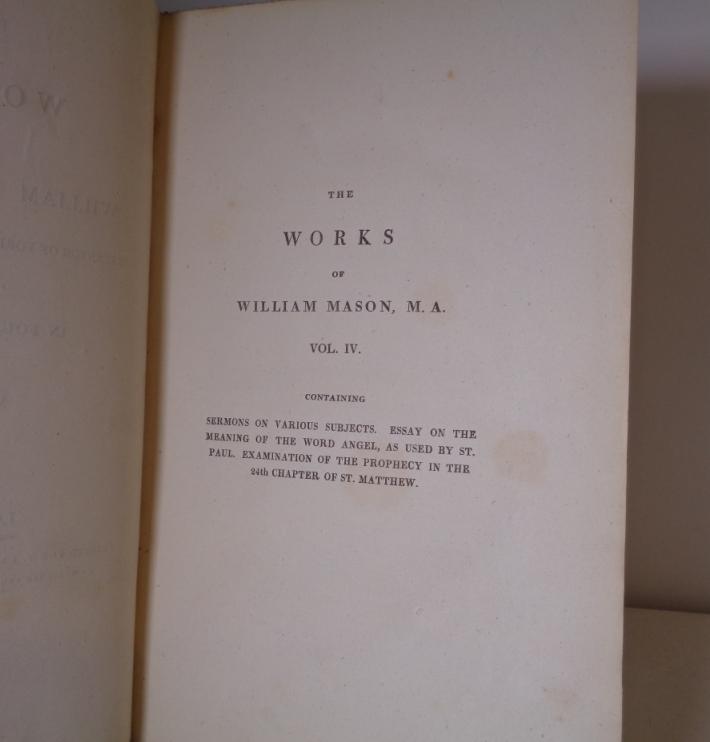 THE
WORKS
OF
WILLIAM MASON, M. A.
VOL. IV.
CONTAINING
SERMONS ON VARIOUS SUBJECTS. ESSAY ON THE
MEANING OF THE WORD ANGEL, AS USED BY ST.
PAUL. EXAMINATION OF THE PROPHECY IN THE
24th CHAPTER OF ST. MATTHEW.